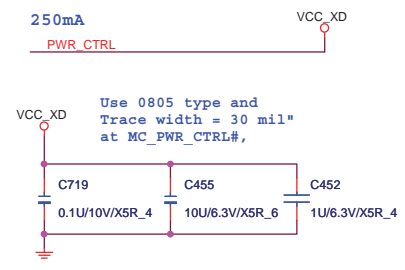 250mA
VCC_XD
PWR_CTRL
VCC_XD
Use 0805 type and
Trace width = 30 mil"
at MC_PWR_CTRL#,
C719
0.1U/10V/X5R_4
C455
10U/6.3V/X5R_6
C452
1U/6.3V/X5R_4